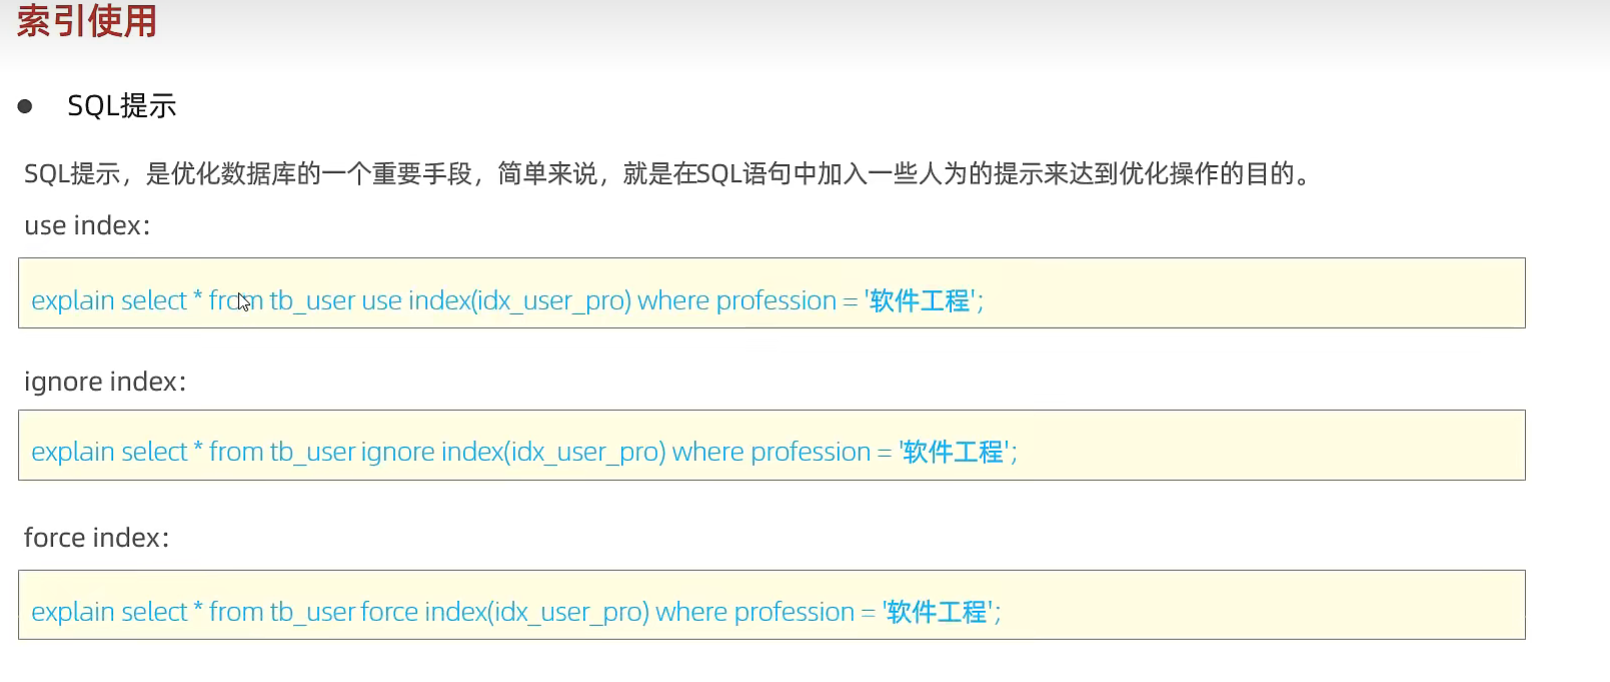 索引使用
● SQL提示
SQL提示，是优化数据库的一个重要手段，简单来说，就是在SQL语句中加入一些人为的提示来达到优化操作的目的。
use index：
explain select * from tb_user use index(idx_user_pro) where profession = '软件工程';
ignore index：
explain select * from tb_user ignore index(idx_user_pro) where profession = '软件工程';
force index：
explain select * from tb_user force index(idx_user_pro) where profession = '软件工程';